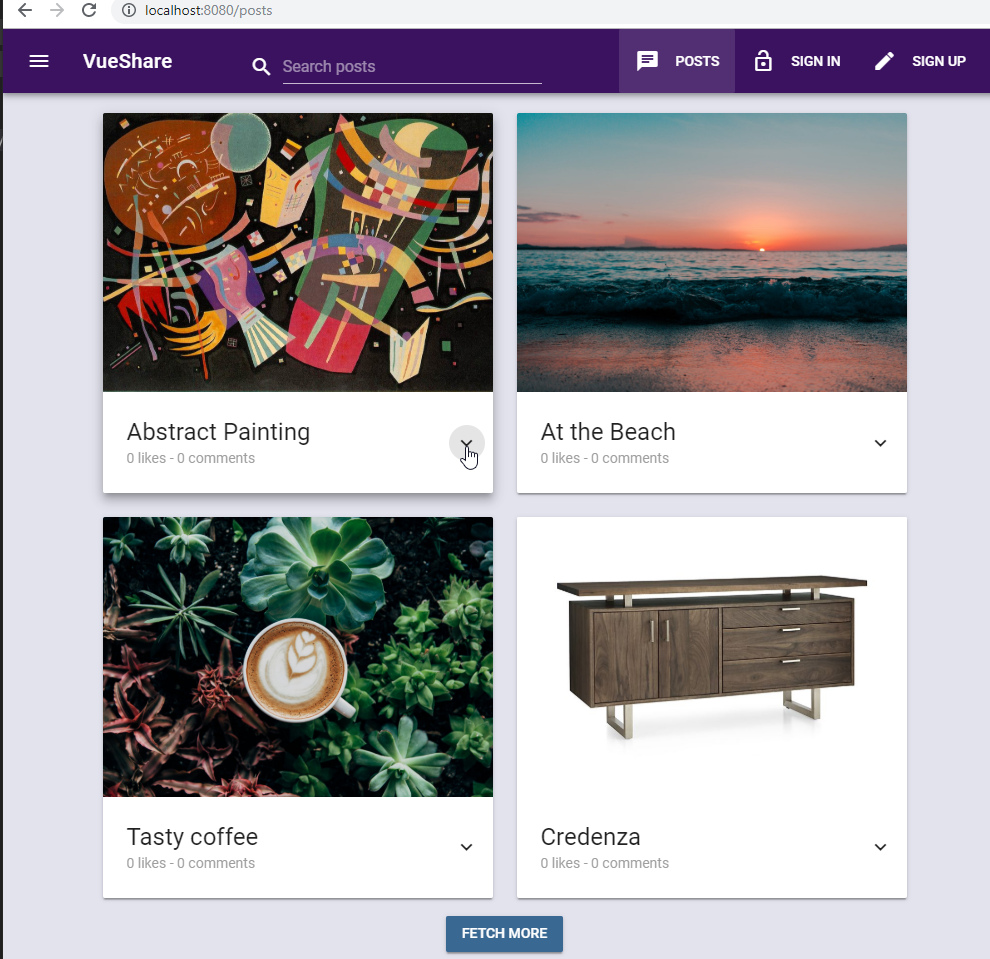 localhost:8080/posts
VueShare
Search posts
POSTS
SIGN IN
SIGN UP
Abstract Painting
0 likes - 0 comments
At the Beach
0 likes - 0 comments
Tasty coffee
0 likes - 0 comments
Credenza
0 likes - 0 comments
FETCH MORE